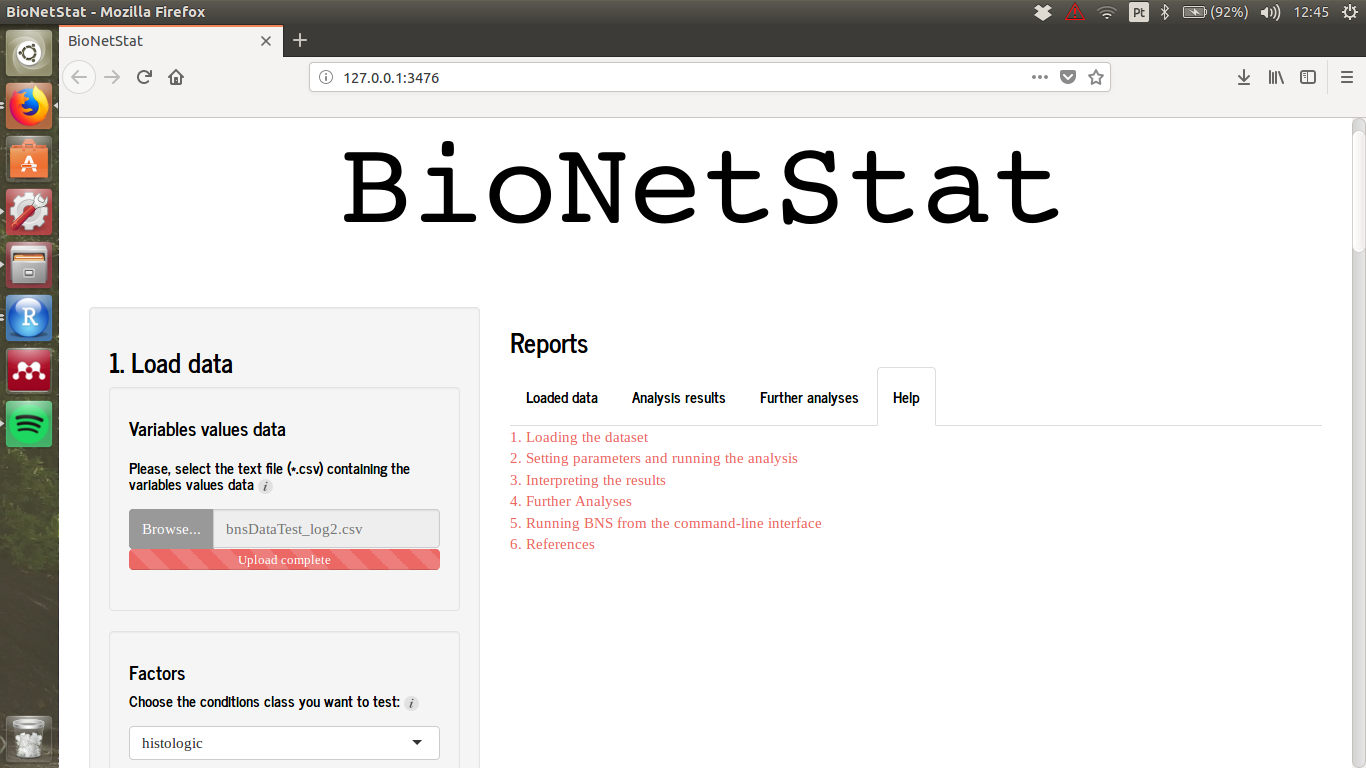 BioNetStat - Mozilla Firefox
Pt
(92%)
12:45
BioNetStat
127.0.0.1:3476
BioNetStat
1. Load data
Variables values data
Please, select the text file (*.csv) containing the
variables values data i
Browse...
bnsDataTest_log2.csv
Upload complete
Factors
Choose the conditions class you want to test: i
histologic
Reports
Loaded data
Analysis results
Further analyses
Help
1. Loading the dataset
2. Setting parameters and running the analysis
3. Interpreting the results
4. Further Analyses
5. Running BNS from the command-line interface
6. References
A
R